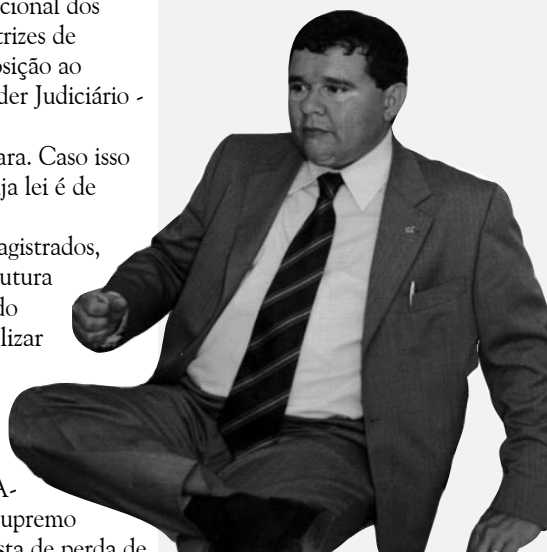 cional dos
trizes de
sição ao
der Judiciário -
ara. Caso isso
ja lei é de
agistrados,
utura
do
lizar
A-
upremo
sta de perda de